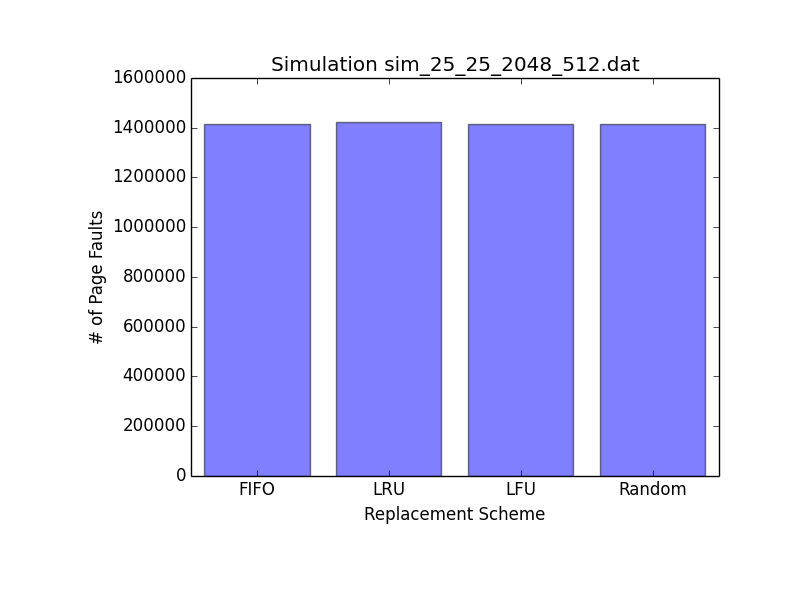 Simulation sim_25_25_2048_512.dat
1600000
1400000
1200000
1000000
800000
600000
400000
200000
0
# of Page Faults
FIFO LRU LFU Random
Replacement Scheme